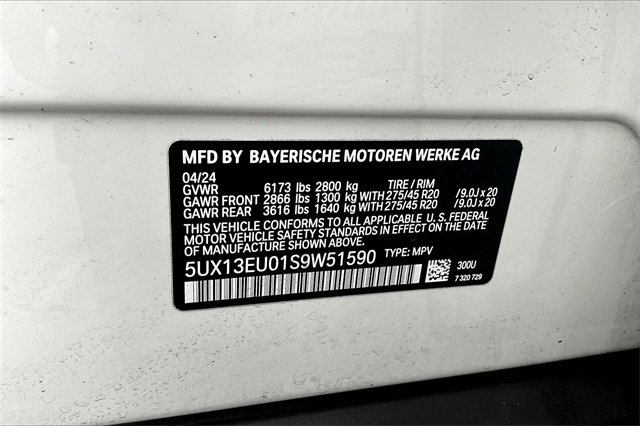 MFD BY BAYERISCHE MOTOREN WERKE AG
04/24
GVWR 6173 lbs 2800 kg TIRE / RIM
GAWR FRONT 2866 lbs 1300 kg WITH 275/45 R20 /9.0J x 20
GAWR REAR 3616 lbs 1640 kg WITH 275/45 R20 /9.0J x 20
THIS VEHICLE CONFORMS TO ALL APPLICABLE U. S. FEDERAL
MOTOR VEHICLE SAFETY STANDARDS IN EFFECT ON THE
DATE OF MANUFACTURE SHOWN ABOVE.
5UX13EU01S9W51590 TYPE: MPV
300U
7 320 729